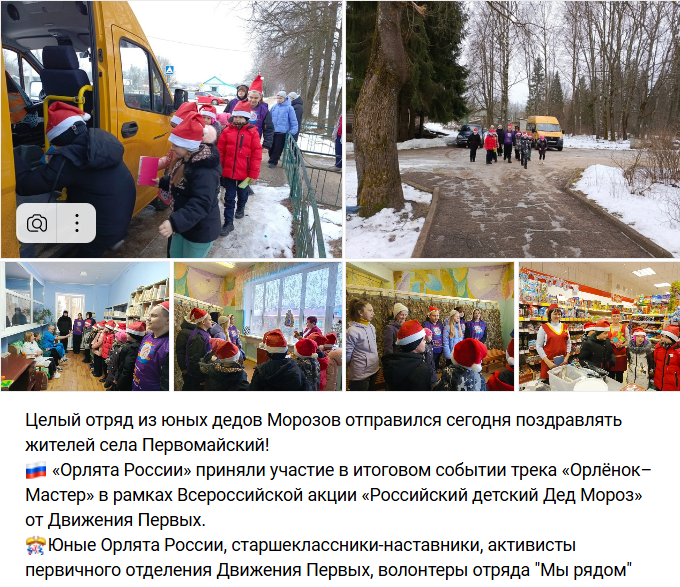 Целый отряд из юных дедов Морозов отправился сегодня поздравлять
жителей села Первомайский!
🇷🇺 «Орлята России» приняли участие в итоговом событии трека «Орлёнок–
Мастер» в рамках Всероссийской акции «Российский детский Дед Мороз»
от Движения Первых.
Юные Орлята России, старшеклассники-наставники, активисты
первичного отделения Движения Первых, волонтеры отряда "Мы рядом"